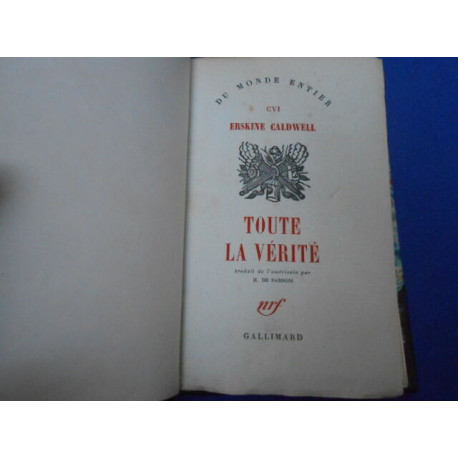 DU MONDE ENTIER
CVI
ERSKINE CALDWELL
TOUTE
LA VÉRITÉ
traduit de l'américain par
nrf
GALLIMARD